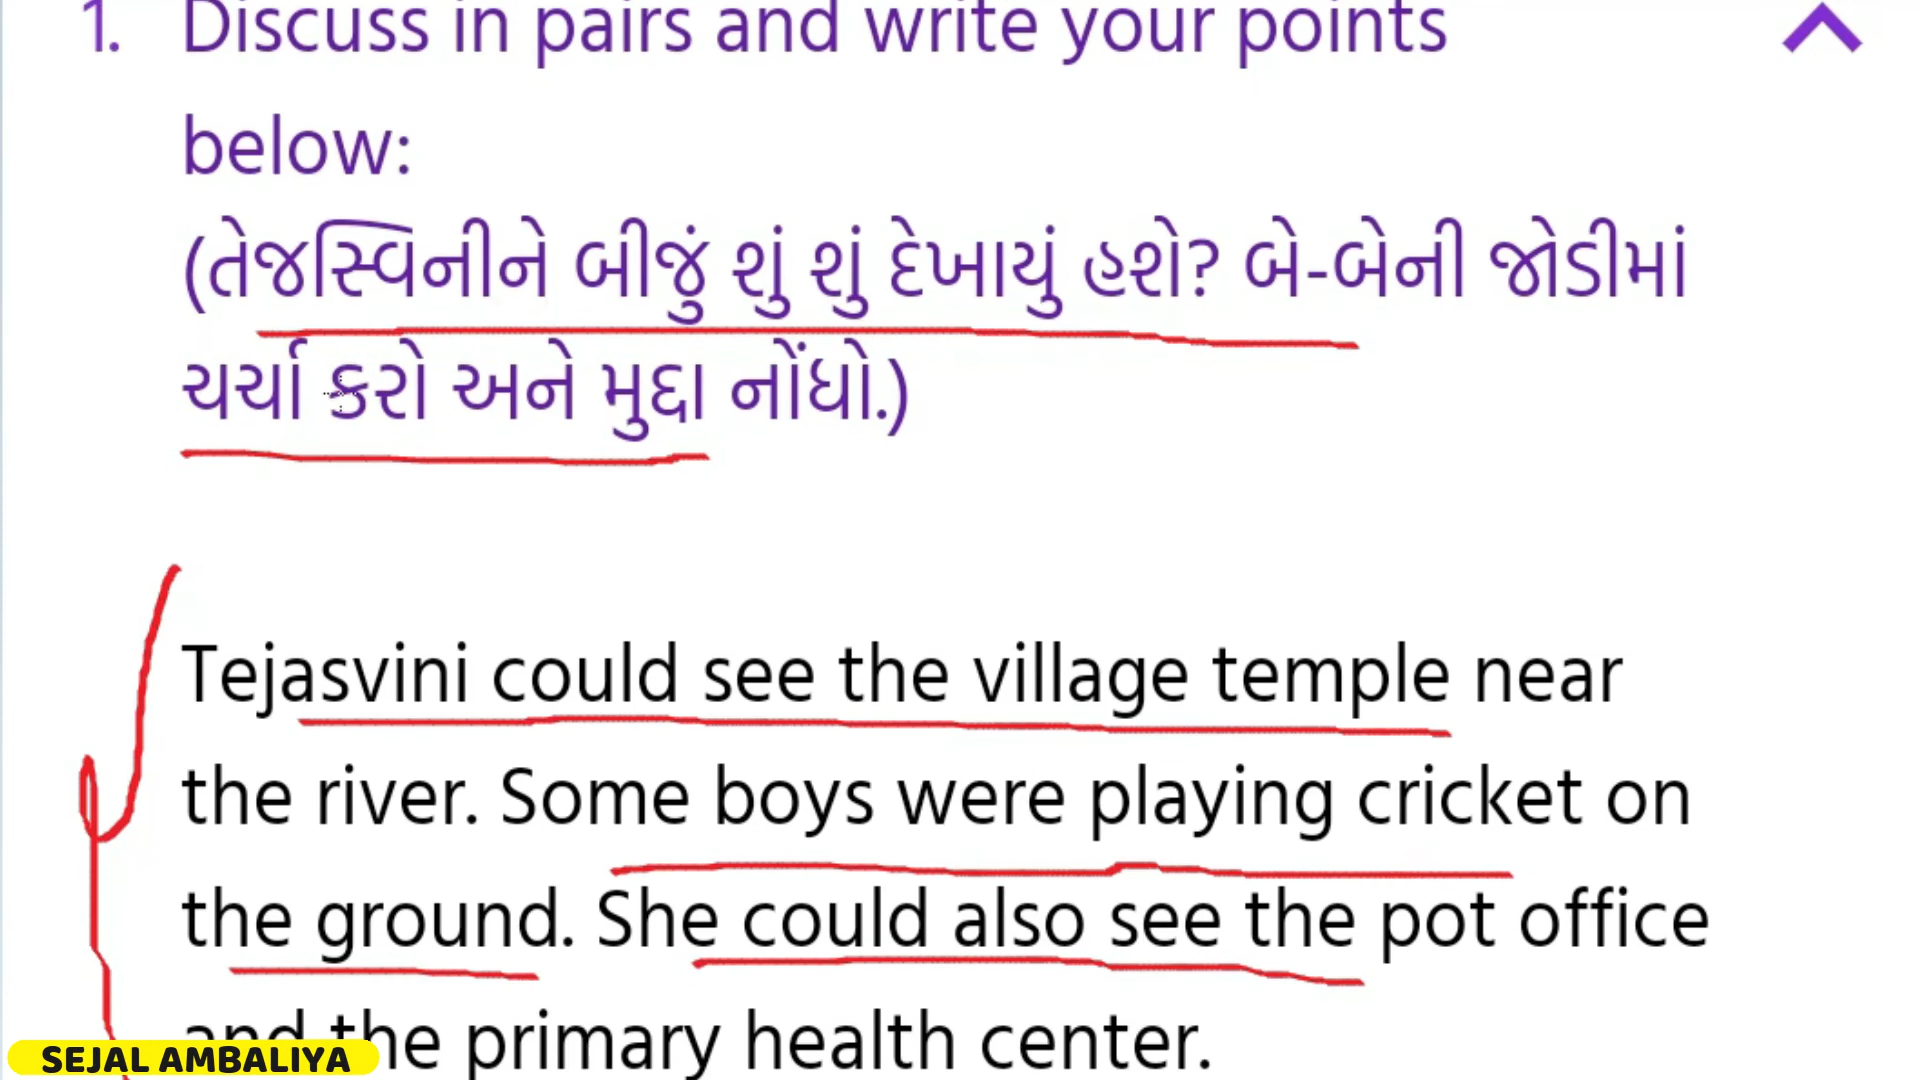 1. Discuss in pairs and write your points
below:
(તેજસ્વિનીને બીજું શું શું દેખાયું હશે? બે-બેની જોડીમાં
ચર્ચા કરો અને મુદ્દા નોંધો.)
Tejasvini could see the village temple near
the river. Some boys were playing cricket on
the ground. She could also see the pot office
and the primary health center.
SEJAL AMBALIYA